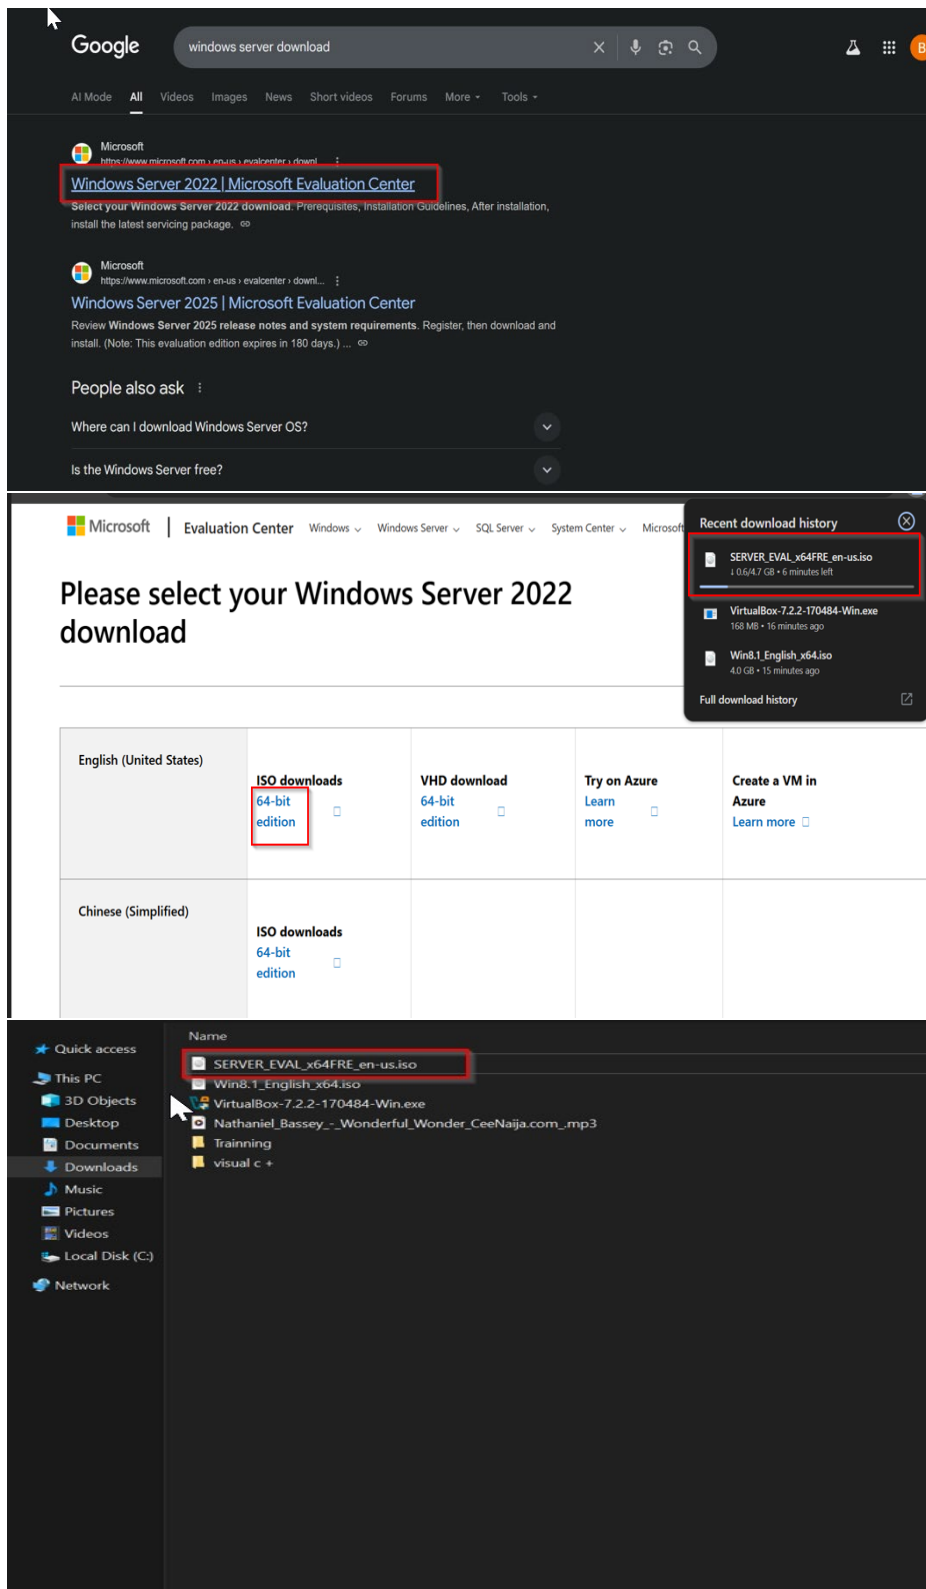 Google
windows server download
B
AI Mode All Videos Images News Short videos Forums More Tools
Microsoft
https://www.microsoft.com › en-us › evalcenter › downl...
Windows Server 2022 | Microsoft Evaluation Center
Select your Windows Server 2022 download. Prerequisites, Installation Guidelines, After installation,
install the latest servicing package.
Microsoft
https://www.microsoft.com › en-us › evalcenter › downl...
Windows Server 2025 | Microsoft Evaluation Center
Review Windows Server 2025 release notes and system requirements. Register, then download and
install. (Note: This evaluation edition expires in 180 days.) ...
People also ask
Where can I download Windows Server OS?
Is the Windows Server free?
Microsoft | Evaluation Center Windows Windows Server SQL Server System Center Microsoft
Recent download history
SERVER_EVAL_x64FRE_en-us.iso
↓ 0.6/4.7 GB • 6 minutes left
VirtualBox-7.2.2-170484-Win.exe
168 MB • 16 minutes ago
Win8.1_English_x64.iso
4.0 GB • 15 minutes ago
Full download history
Please select your Windows Server 2022
download
English (United States)
ISO downloads
64-bit
edition
VHD download
64-bit
edition
Try on Azure
Learn
more
Create a VM in
Azure
Learn more
Chinese (Simplified)
ISO downloads
64-bit
edition
Quick access
This PC
3D Objects
Desktop
Documents
Downloads
Music
Pictures
Videos
Local Disk (C:)
Network
Name
SERVER_EVAL_x64FRE_en-us.iso
Win8.1_English_x64.iso
VirtualBox-7.2.2-170484-Win.exe
Nathaniel_Bassey_-_Wonderful_Wonder_CeeNaija.com_.mp3
Trainning
visual c +